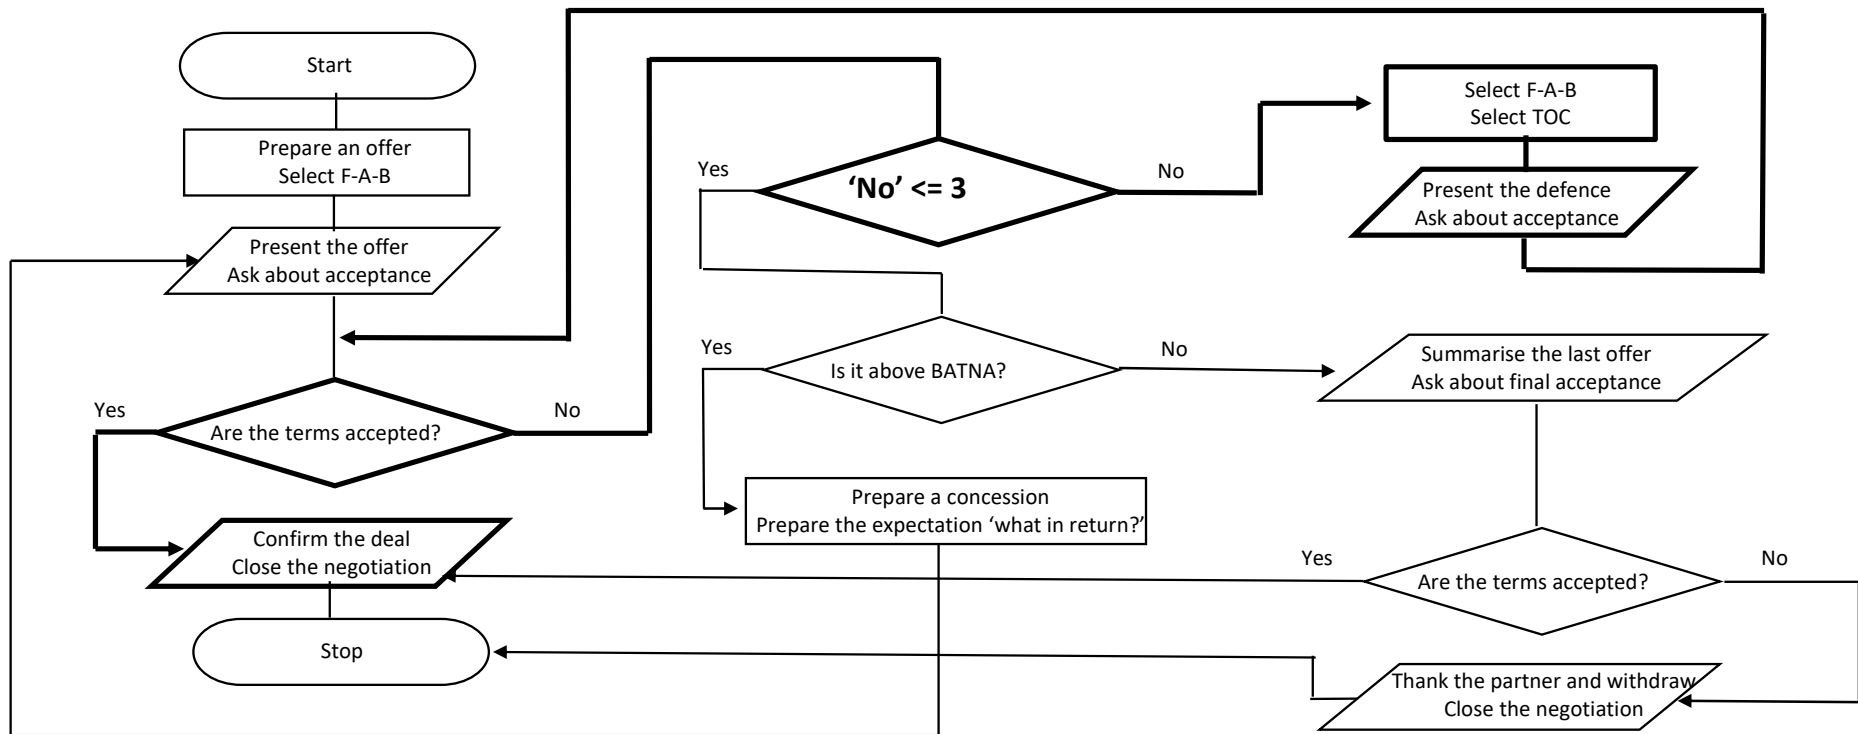 Start
Prepare an offer
Select F-A-B
Present the offer
Ask about acceptance
Yes
Are the terms accepted?
No
Confirm the deal
Close the negotiation
Stop
Yes
‘No’ <= 3
No
Select F-A-B
Select TOC
Present the defence
Ask about acceptance
Yes
Is it above BATNA?
No
Summarise the last offer
Ask about final acceptance
Prepare a concession
Prepare the expectation ‘what in return?’
Yes
Are the terms accepted?
No
Thank the partner and withdraw
Close the negotiation